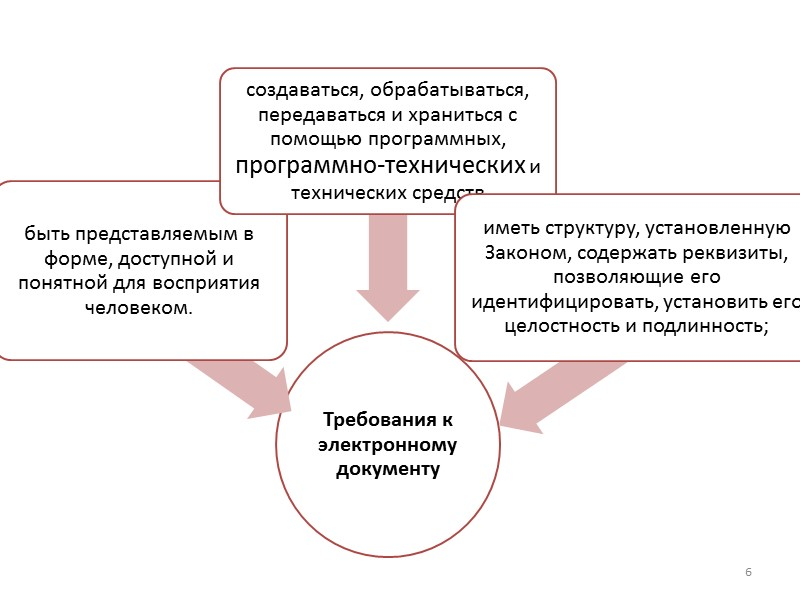 создаваться, обрабатываться,
передаваться и храниться с
помощью программных,
программно-технических и
технических средств
быть представляемым в
форме, доступной и
понятной для восприятия
человеком.
иметь структуру, установленную
Законом, содержать реквизиты,
позволяющие его
идентифицировать, установить его
целостность и подлинность;
Требования к
электронному
документу
6